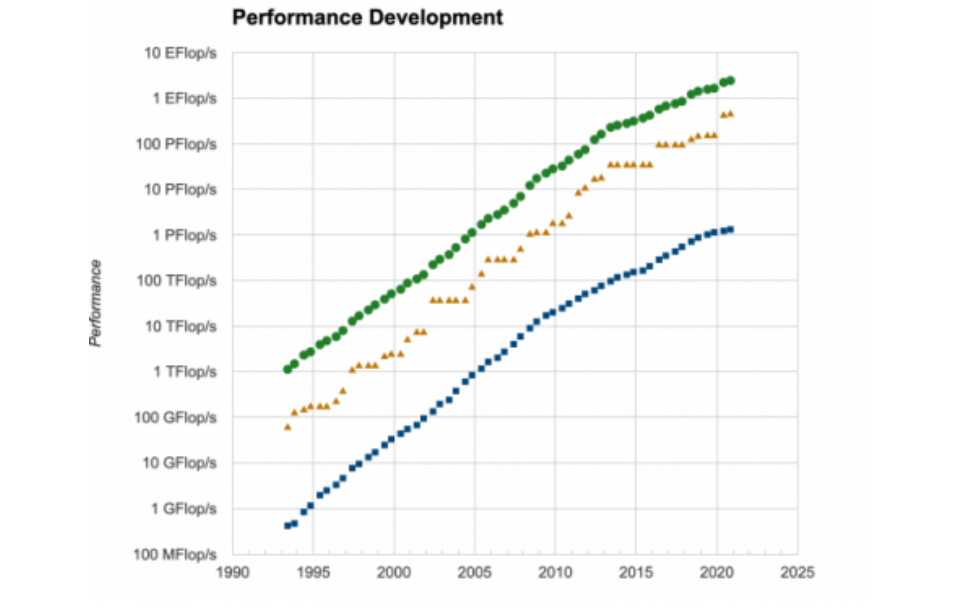 Performance Development
10 EFlop/s
1 EFlop/s
100 PFlop/s
10 PFlop/s
1 PFlop/s
100 TFlop/s
10 TFlop/s
1 TFlop/s
100 GFlop/s
10 GFlop/s
1 GFlop/s
100 MFlop/s
Performance
1990 1995 2000 2005 2010 2015 2020 2025